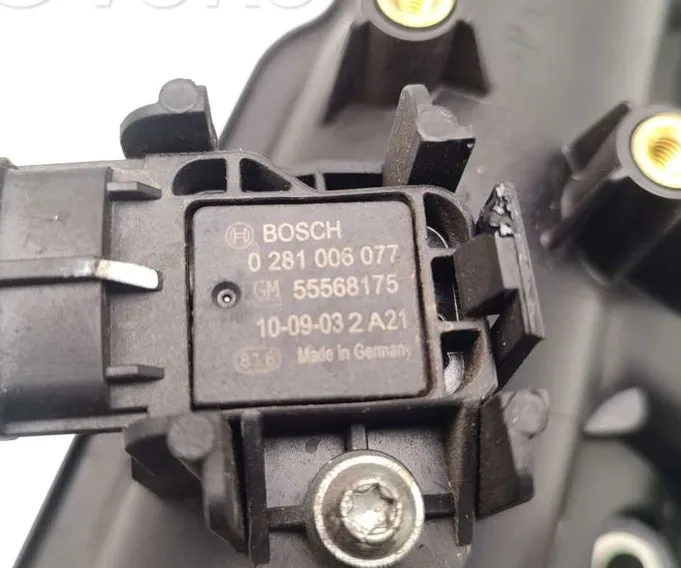 BOSCH
0 281 006 077
GM 55568175
10-09-03 2 A21
816 Made in Germany